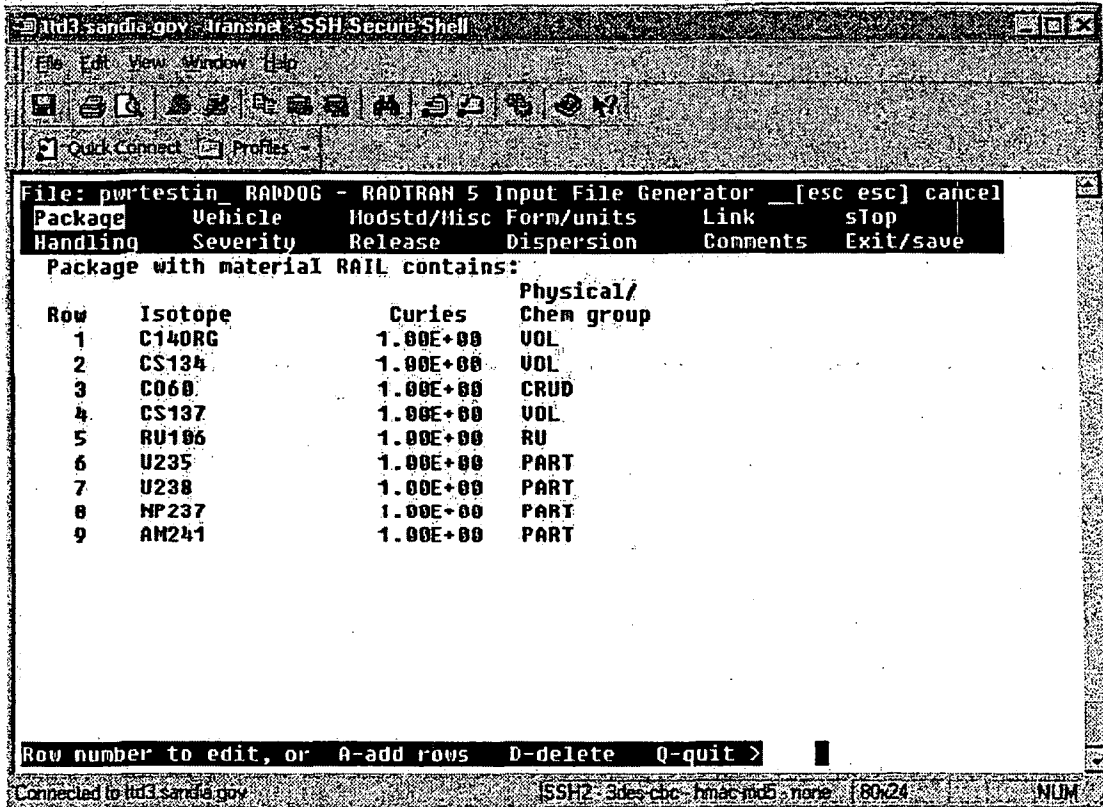 ttd3.sandia.gov - transnet - SSH Secure Shell
File Edit View Window Help
Quick Connect Profiles
File: pwrtestin_ RADDOG - RADTRAN 5 Input File Generator __[esc esc] cancel
Package Vehicle Modstd/Misc Form/units Link sTop
Handling Severity Release Dispersion Comments Exit/save
Package with material RAIL contains:
Physical/
Row Isotope Curies Chem group
1 C14ORG 1.00E+00 VOL
2 CS134 1.00E+00 VOL
3 CO60 1.00E+00 CRUD
4 CS137 1.00E+00 VOL
5 RU106 1.00E+00 RU
6 U235 1.00E+00 PART
7 U238 1.00E+00 PART
8 NP237 1.00E+00 PART
9 AM241 1.00E+00 PART
Row number to edit, or A-add rows D-delete Q-quit >
Connected to ttd3.sandia.gov SSH2 - 3des-cbc - hmac-md5 - none 80x24 NUM